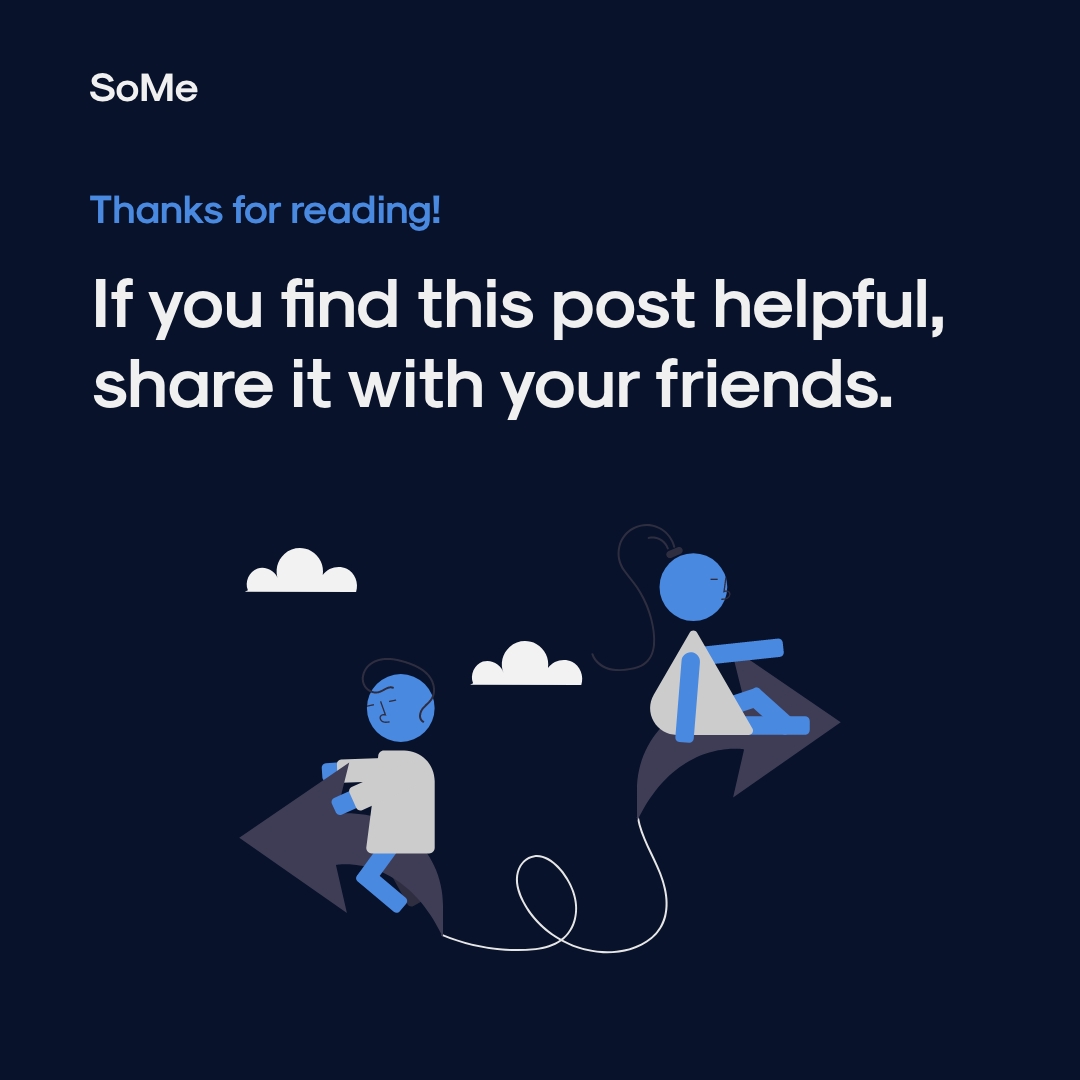 SoMe
Thanks for reading!
If you find this post helpful,
share it with your friends.